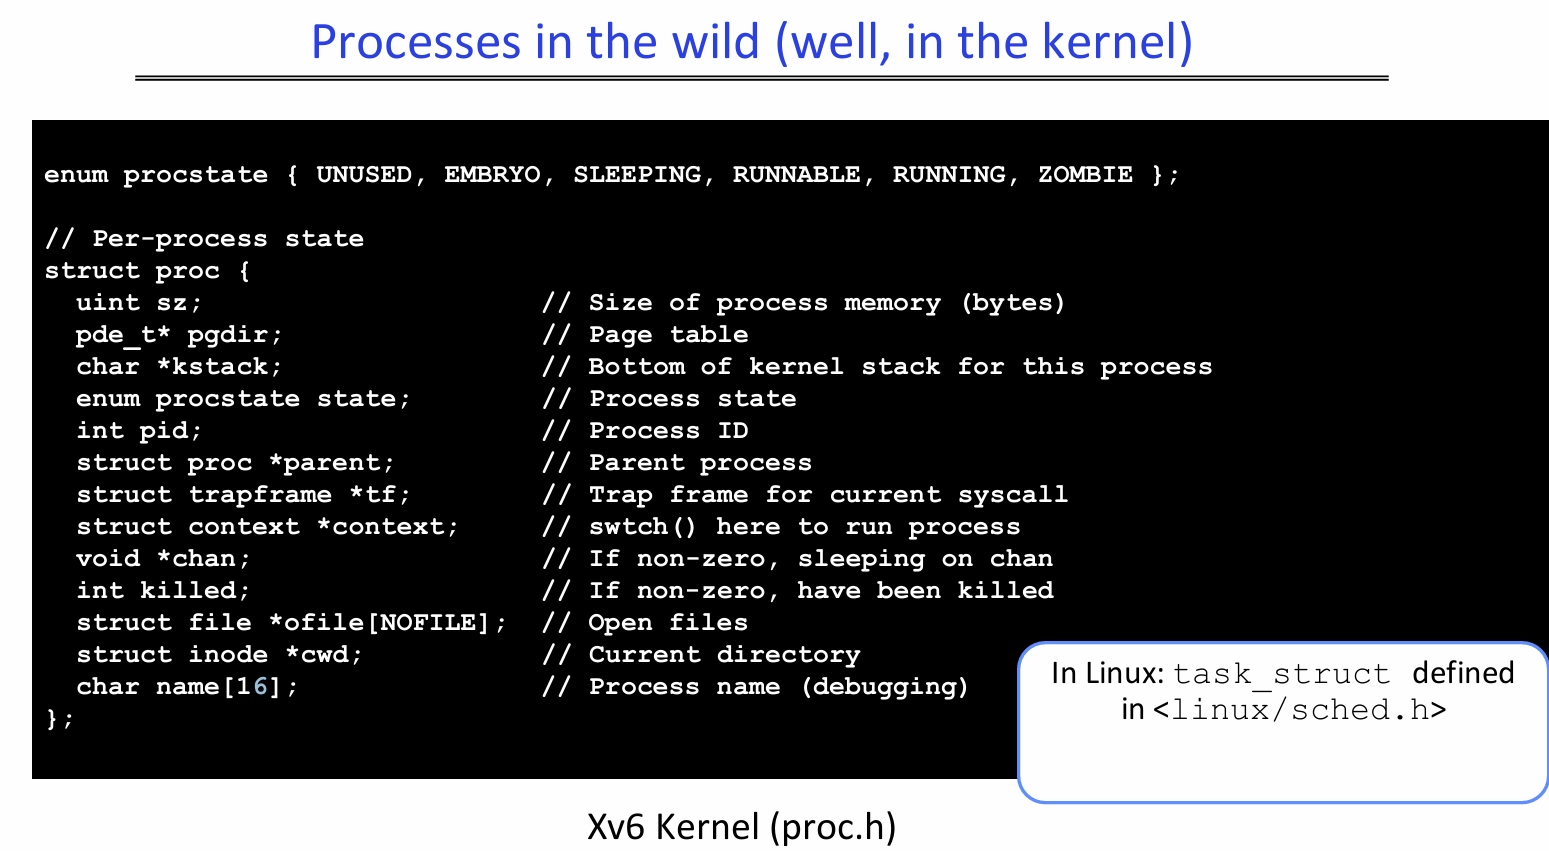 Processes in the wild (well, in the kernel)
enum procstate { UNUSED, EMBRYO, SLEEPING, RUNNABLE, RUNNING, ZOMBIE };
// Per-process state
struct proc {
  uint sz;                     // Size of process memory (bytes)
  pde_t* pgdir;                // Page table
  char *kstack;                // Bottom of kernel stack for this process
  enum procstate state;        // Process state
  int pid;                     // Process ID
  struct proc *parent;         // Parent process
  struct trapframe *tf;        // Trap frame for current syscall
  struct context *context;     // swtch() here to run process
  void *chan;                  // If non-zero, sleeping on chan
  int killed;                  // If non-zero, have been killed
  struct file *ofile[NOFILE];  // Open files
  struct inode *cwd;           // Current directory
  char name[16];               // Process name (debugging)
};
In Linux: task_struct defined
in <linux/sched.h>
Xv6 Kernel (proc.h)